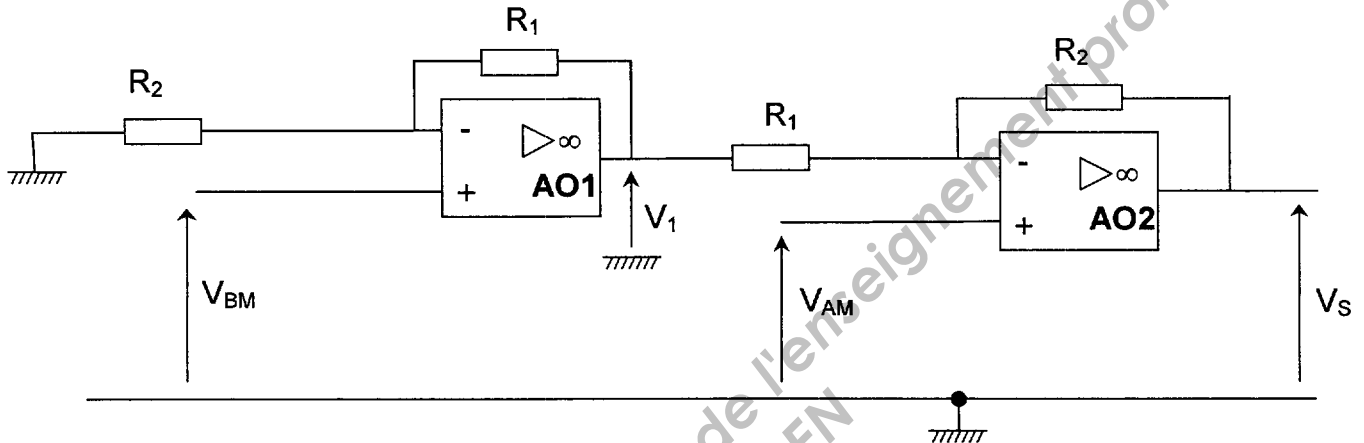 R1
R2
R2
R1
-
▷∞
AO1
+
V1
-
▷∞
AO2
+
VBM
VAM
VS
de l'enseignement pro
EN